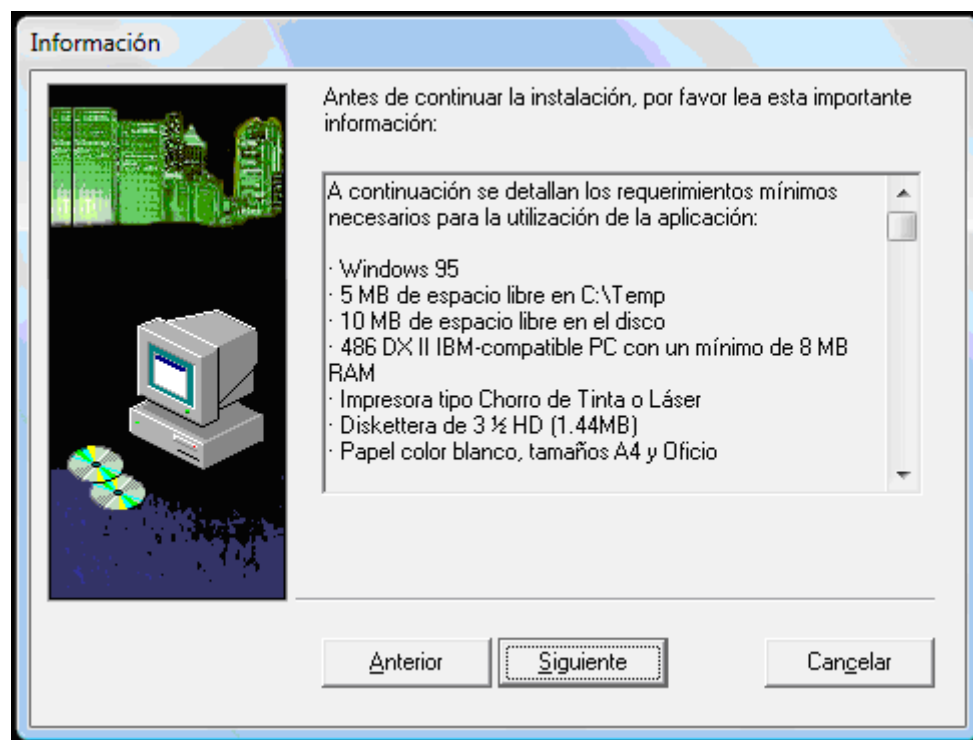 Información
Antes de continuar la instalación, por favor lea esta importante
información:
A continuación se detallan los requerimientos mínimos
necesarios para la utilización de la aplicación:
· Windows 95
· 5 MB de espacio libre en C:\Temp
· 10 MB de espacio libre en el disco
· 486 DX II IBM-compatible PC con un mínimo de 8 MB
RAM
· Impresora tipo Chorro de Tinta o Láser
· Diskettera de 3 ½ HD (1.44MB)
· Papel color blanco, tamaños A4 y Oficio
Anterior
Siguiente
Cancelar